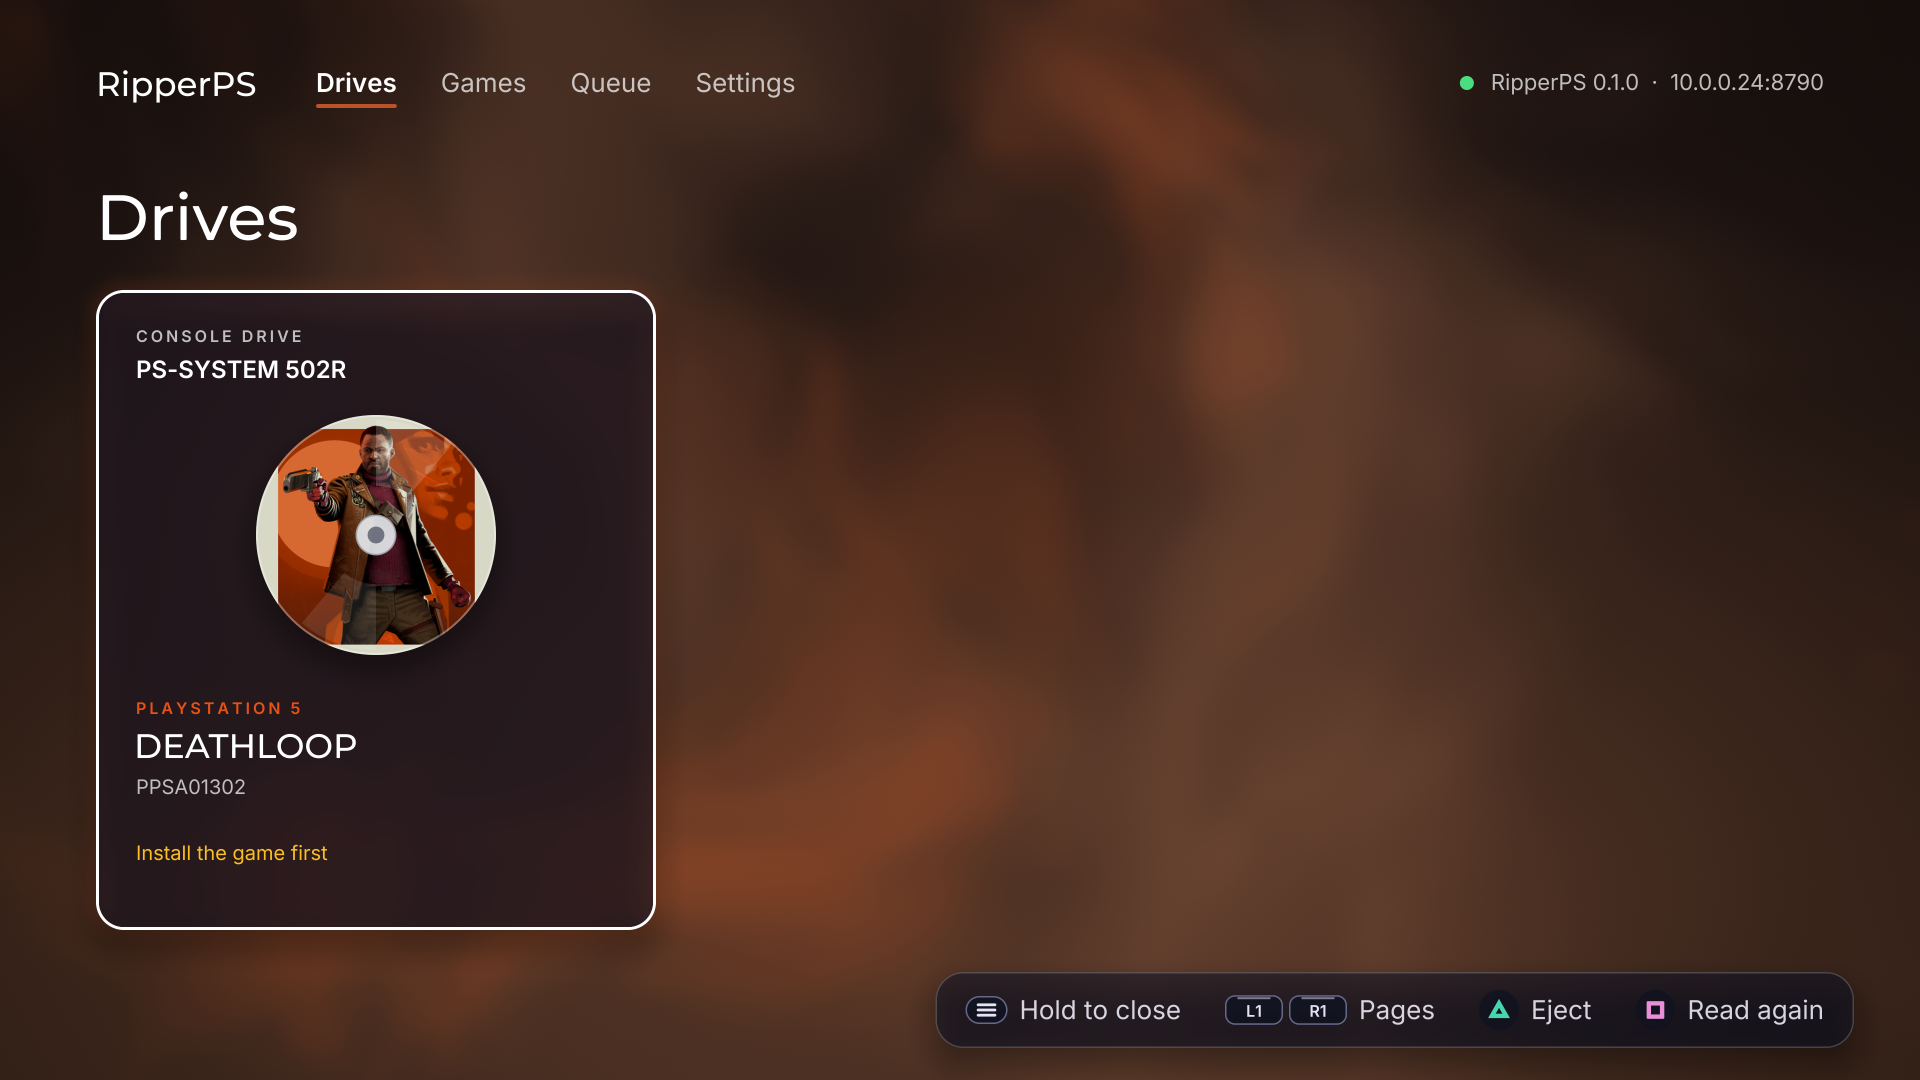 RipperPS Drives Games Queue Settings RipperPS 0.1.0 · 10.0.0.24:8790
Drives
CONSOLE DRIVE
PS-SYSTEM 502R
PLAYSTATION 5
DEATHLOOP
PPSA01302
Install the game first
Hold to close L1 R1 Pages Eject Read again